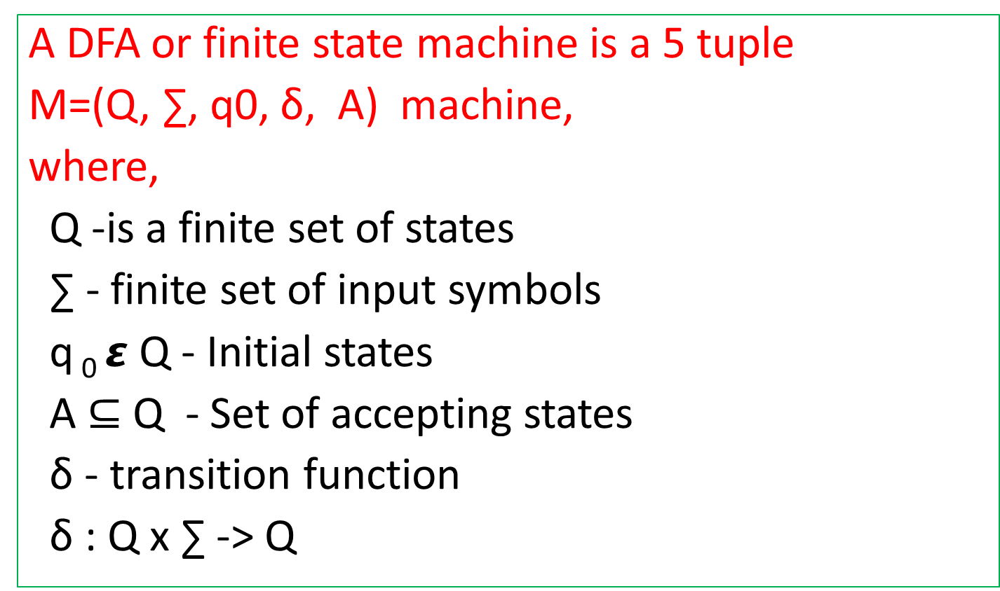 A DFA or finite state machine is a 5 tuple
M=(Q, ∑, q0, δ,  A)  machine,
where,
Q -is a finite set of states
∑ - finite set of input symbols
q 0 ε Q - Initial states
A ⊆ Q  - Set of accepting states
δ - transition function
δ : Q x ∑ -> Q